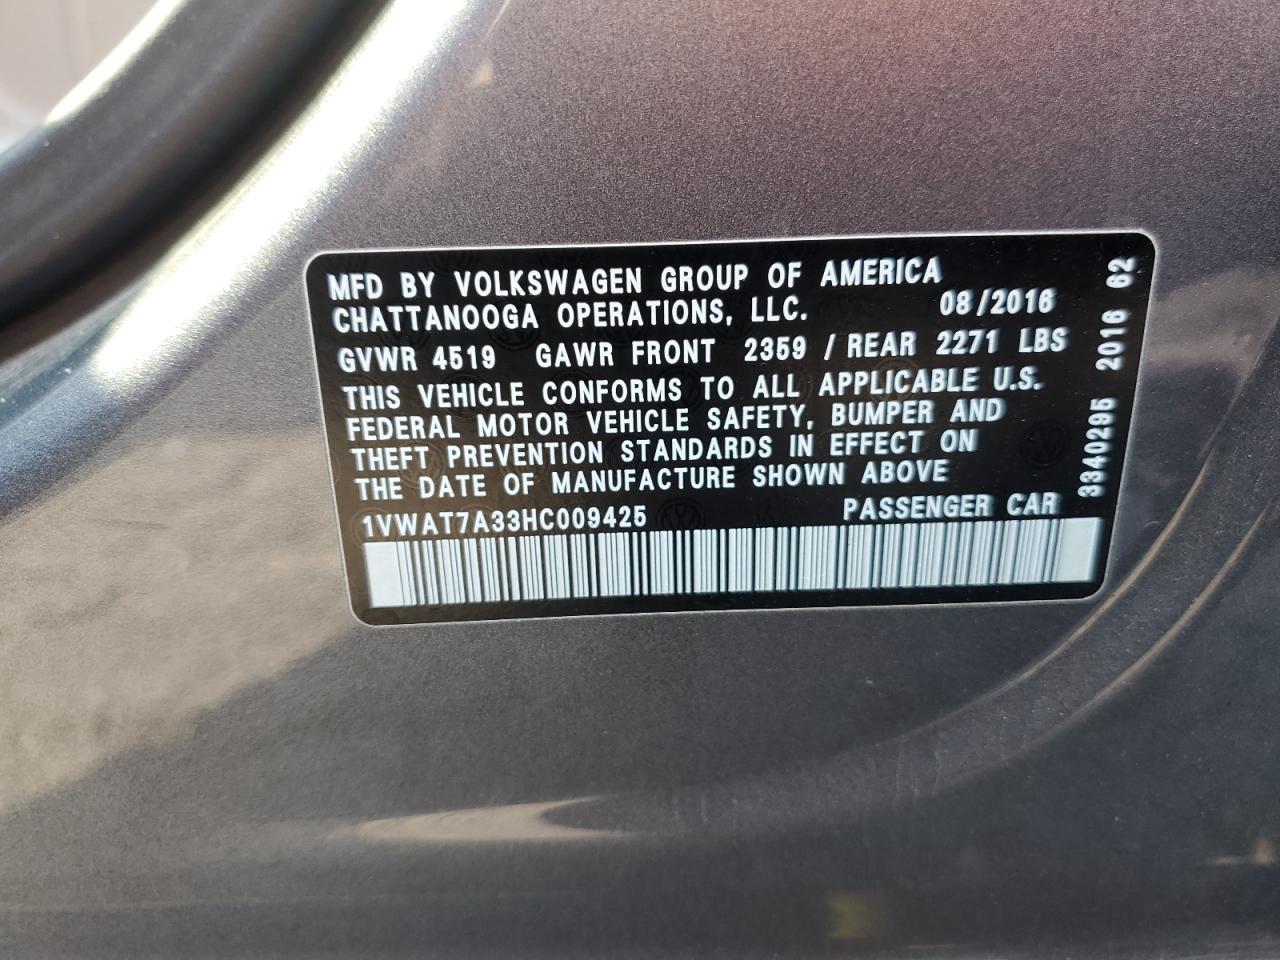 MFD BY VOLKSWAGEN GROUP OF AMERICA
CHATTANOOGA OPERATIONS, LLC. 08/2016
GVWR 4519 GAWR FRONT 2359 / REAR 2271 LBS
THIS VEHICLE CONFORMS TO ALL APPLICABLE U.S.
FEDERAL MOTOR VEHICLE SAFETY, BUMPER AND
THEFT PREVENTION STANDARDS IN EFFECT ON
THE DATE OF MANUFACTURE SHOWN ABOVE
1VWAT7A33HC009425 PASSENGER CAR
3340295 2016 62